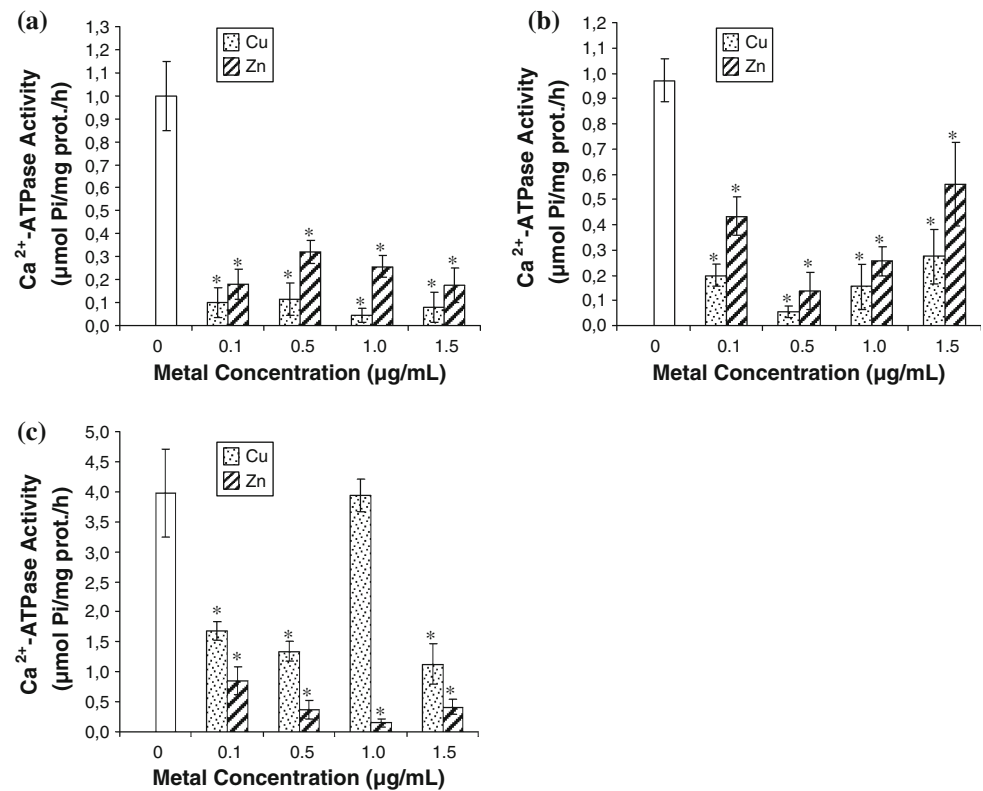 (a)
Ca 2+-ATPase Activity
(µmol Pi/mg prot./h)
1,3
1,2
1,1
1,0
0,9
0,8
0,7
0,6
0,5
0,4
0,3
0,2
0,1
0,0
Cu
Zn
* * * * * * * *
0 0.1 0.5 1.0 1.5
Metal Concentration (µg/mL)
(b)
Ca 2+-ATPase Activity
(µmol Pi/mg prot./h)
1,2
1,1
1,0
0,9
0,8
0,7
0,6
0,5
0,4
0,3
0,2
0,1
0,0
Cu
Zn
* * * * * * * *
0 0.1 0.5 1.0 1.5
Metal Concentration (µg/mL)
(c)
Ca 2+-ATPase Activity
(µmol Pi/mg prot./h)
5,0
4,5
4,0
3,5
3,0
2,5
2,0
1,5
1,0
0,5
0,0
Cu
Zn
* * * * * * *
0 0.1 0.5 1.0 1.5
Metal Concentration (µg/mL)